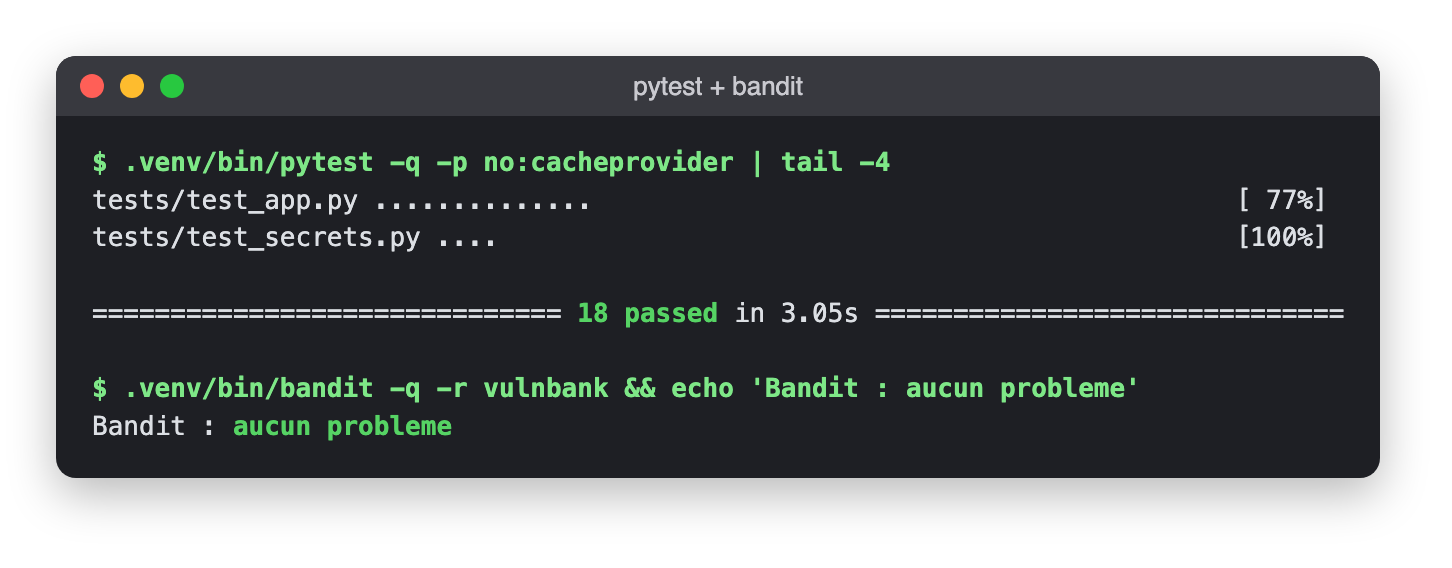 pytest + bandit
$ .venv/bin/pytest -q -p no:cacheprovider | tail -4
tests/test_app.py .............. [ 77%]
tests/test_secrets.py .... [100%]
============================== 18 passed in 3.05s ==============================
$ .venv/bin/bandit -q -r vulnbank && echo 'Bandit : aucun probleme'
Bandit : aucun probleme